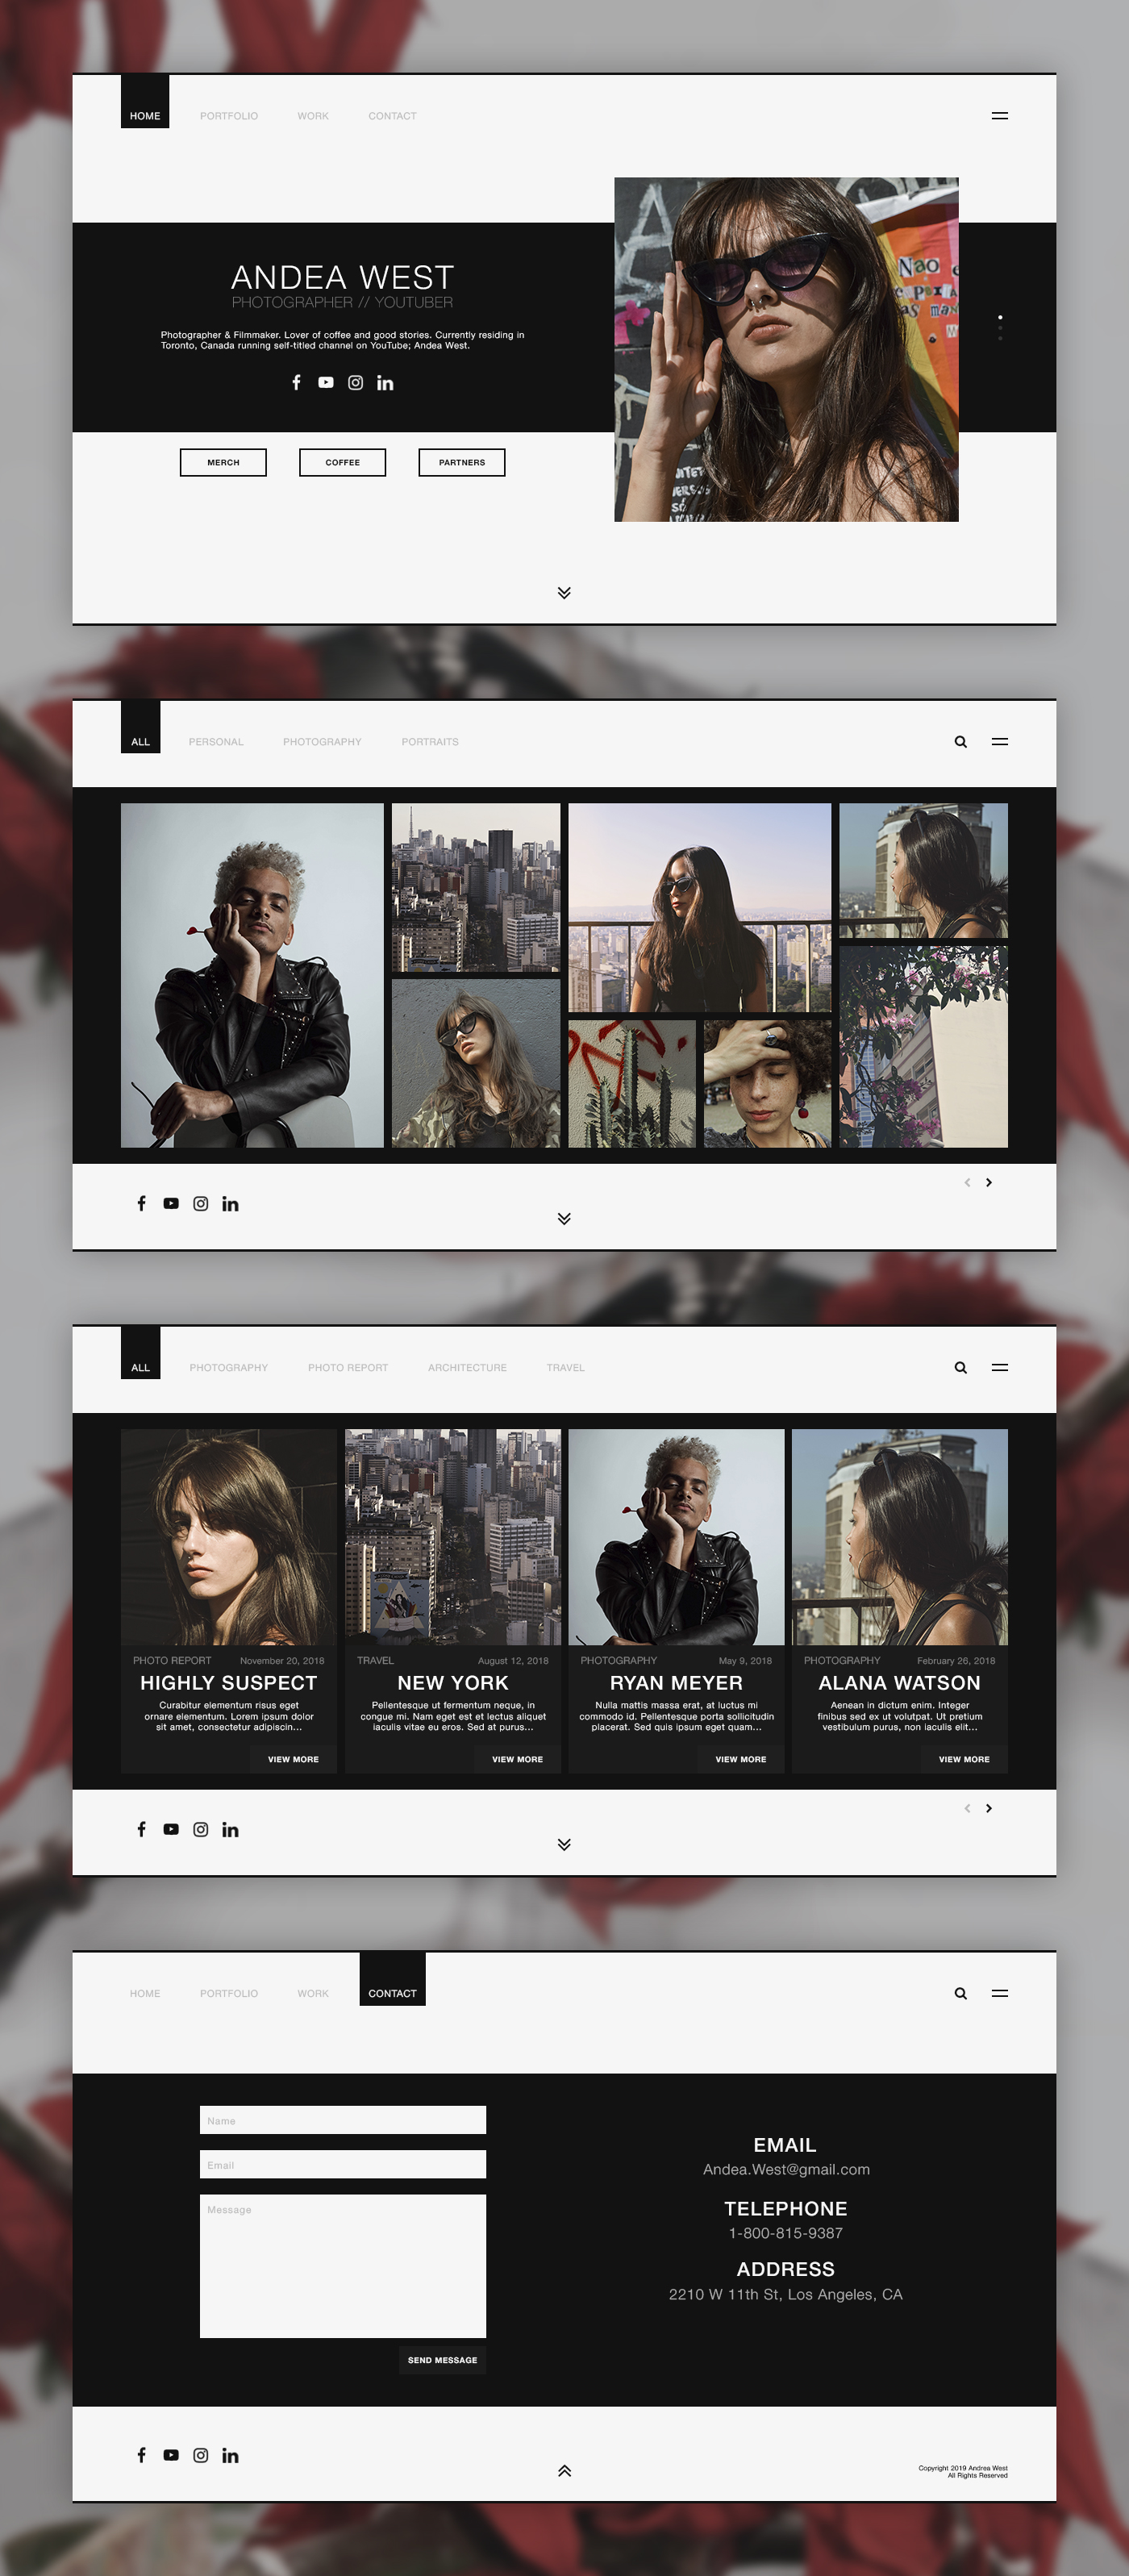 HOME PORTFOLIO WORK CONTACT
Nao
ANDEA WEST
PHOTOGRAPHER // YOUTUBER
Photographer & Filmmaker. Lover of coffee and good stories. Currently residing in
Toronto, Canada running self-titled channel on YouTube; Andea West.
MERCH COFFEE PARTNERS
ALL PERSONAL PHOTOGRAPHY PORTRAITS
ALL PHOTOGRAPHY PHOTO REPORT ARCHITECTURE TRAVEL
PHOTO REPORT November 20, 2018
HIGHLY SUSPECT
Curabitur elementum risus eget
ornare elementum. Lorem ipsum dolor
sit amet, consectetur adipiscin...
VIEW MORE
TRAVEL August 12, 2018
NEW YORK
Pellentesque ut fermentum neque, in
congue mi. Nam eget est et lectus aliquet
iaculis vitae eu eros. Sed at purus...
VIEW MORE
PHOTOGRAPHY May 9, 2018
RYAN MEYER
Nulla mattis massa erat, at luctus mi
commodo id. Pellentesque porta sollicitudin
placerat. Sed quis ipsum eget quam...
VIEW MORE
PHOTOGRAPHY February 26, 2018
ALANA WATSON
Aenean in dictum enim. Integer
finibus sed ex ut volutpat. Ut pretium
vestibulum purus, non iaculis elit...
VIEW MORE
HOME PORTFOLIO WORK CONTACT
Name
Email
Message
SEND MESSAGE
EMAIL
Andea.West@gmail.com
TELEPHONE
1-800-815-9387
ADDRESS
2210 W 11th St, Los Angeles, CA
Copyright 2019 Andrea West
All Rights Reserved